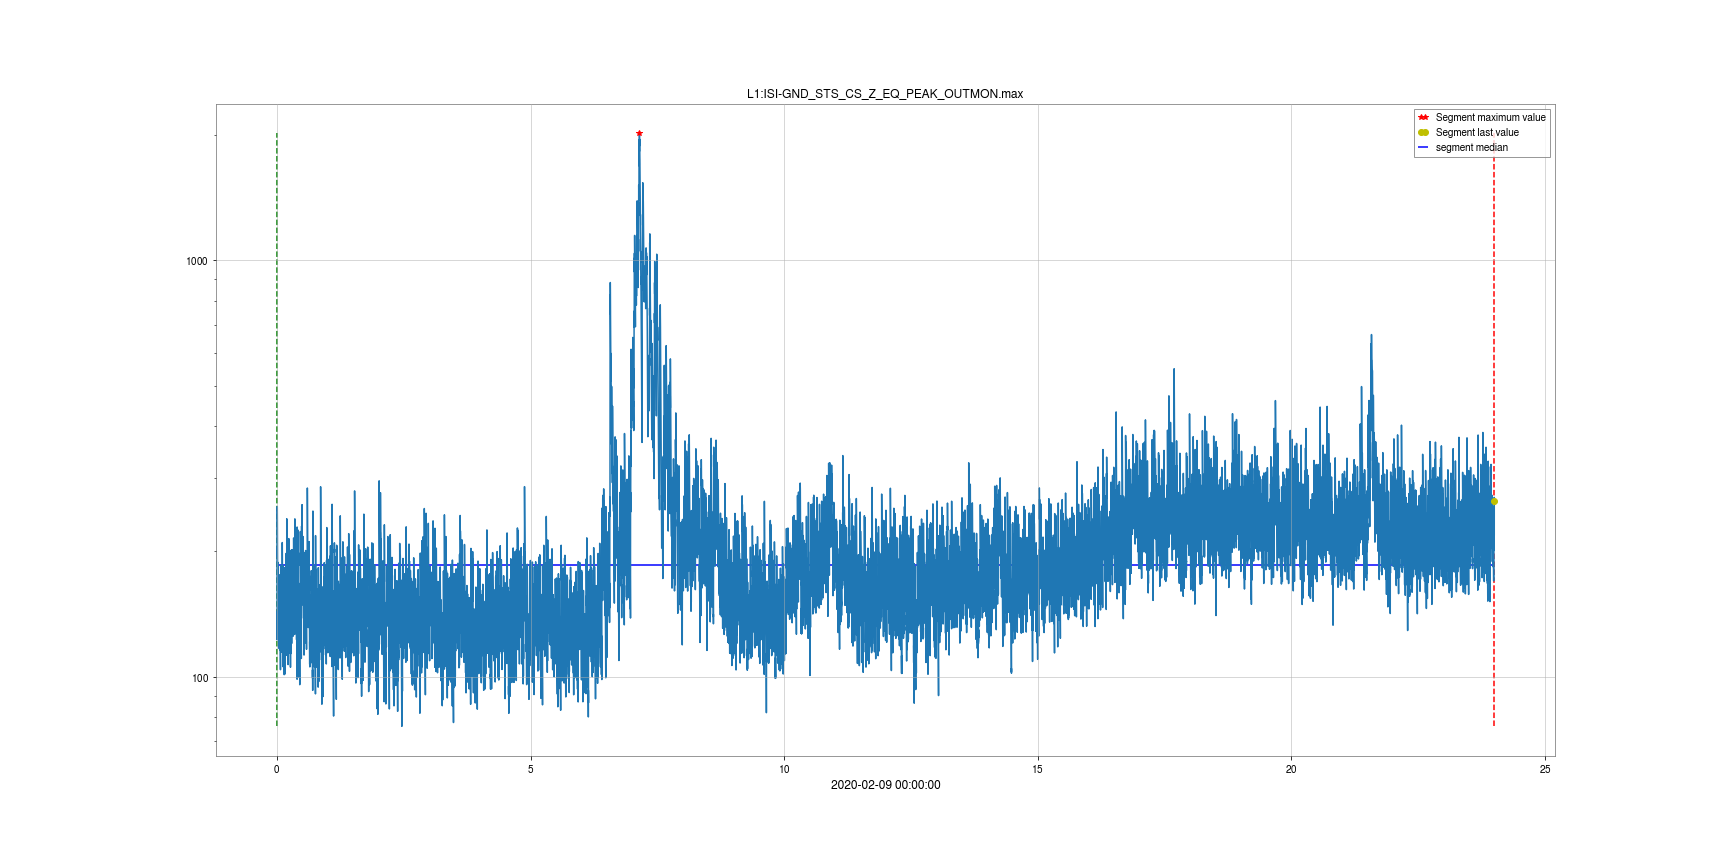 L1:ISI-GND_STS_CS_Z_EQ_PEAK_OUTMON.max
Segment maximum value
Segment last value
segment median
1000
100
0 5 10 15 20 25
2020-02-09 00:00:00